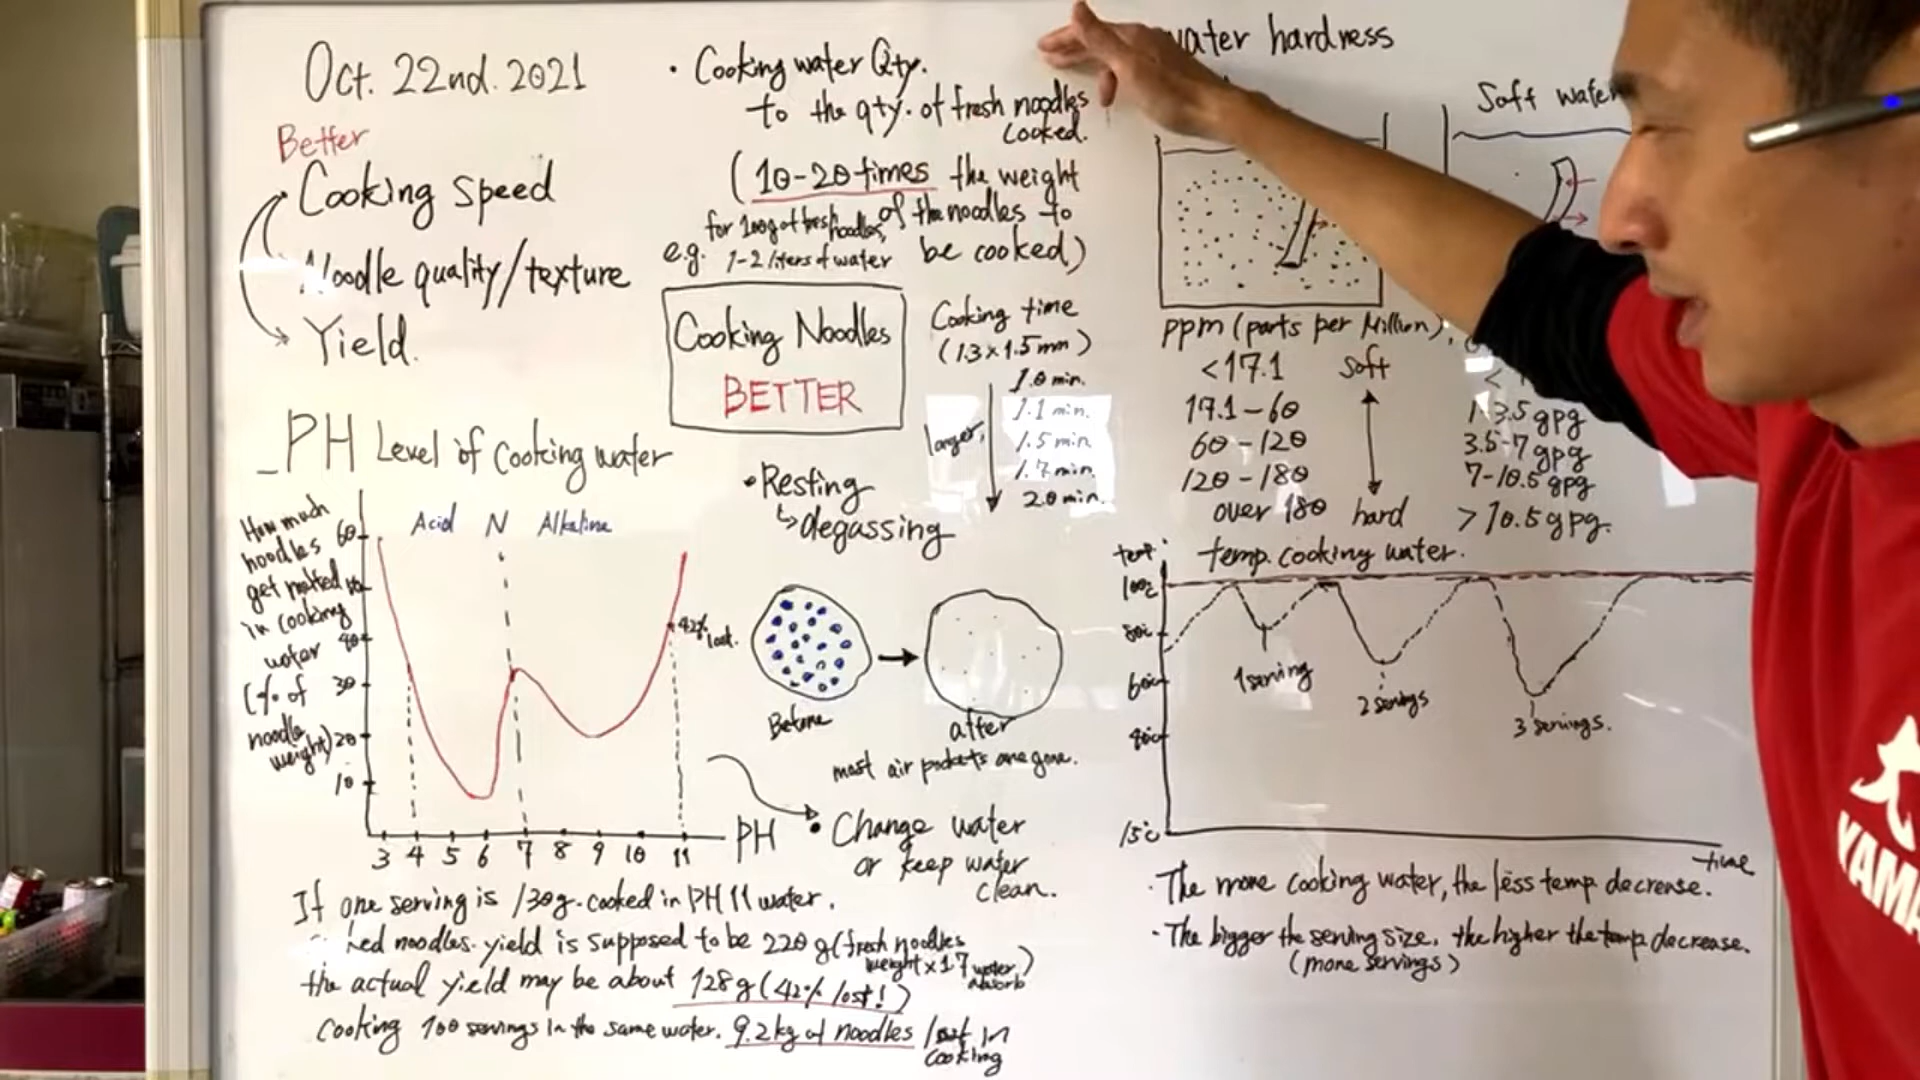 Oct. 22nd. 2021
Better
Cooking speed
Noodle quality/texture
Yield.
• Cooking water Qty.
to the qty. of fresh noodles
cooked.
(10-20 times the weight
of the noodles to
be cooked)
for 100g of fresh noodles,
e.g. 1-2 liters of water
Cooking Noodles
BETTER
Cooking time
(1.3 x 1.5 mm)
1.0 min.
1.1 min.
1.5 min.
1.7 min.
2.0 min.
larger,
• Resting
degassing
Before
after
most air pockets are gone.
• Change water
or keep water
clean.
PH Level of cooking water
How much
noodles
get melted
in cooking
water
(% of
noodle
weight)
Acid N Alkaline
60
40
30
20
10
42%
lost.
3 4 5 6 7 8 9 10 11 PH
If one serving is 130g. cooked in PH 11 water.
noodles. yield is supposed to be 220g (fresh noodles
weight x 1.7 water
absorb)
the actual yield may be about 128g (42% lost!)
cooking 100 servings in the same water. 9.2kg of noodles lost in
cooking
water hardness
Soft water
ppm (parts per Million),
<17.1 soft
17.1-60 1-3.5 gpg
60-120 3.5-7 gpg
120-180 7-10.5 gpg
over 180 hard >10.5 gpg.
temp. temp. cooking water.
100℃
80℃
60℃
40℃
15℃
1 serving
2 servings
3 servings.
time
• The more cooking water, the less temp decrease.
• The bigger the serving size, the higher the temp decrease.
(more servings)
YAMA